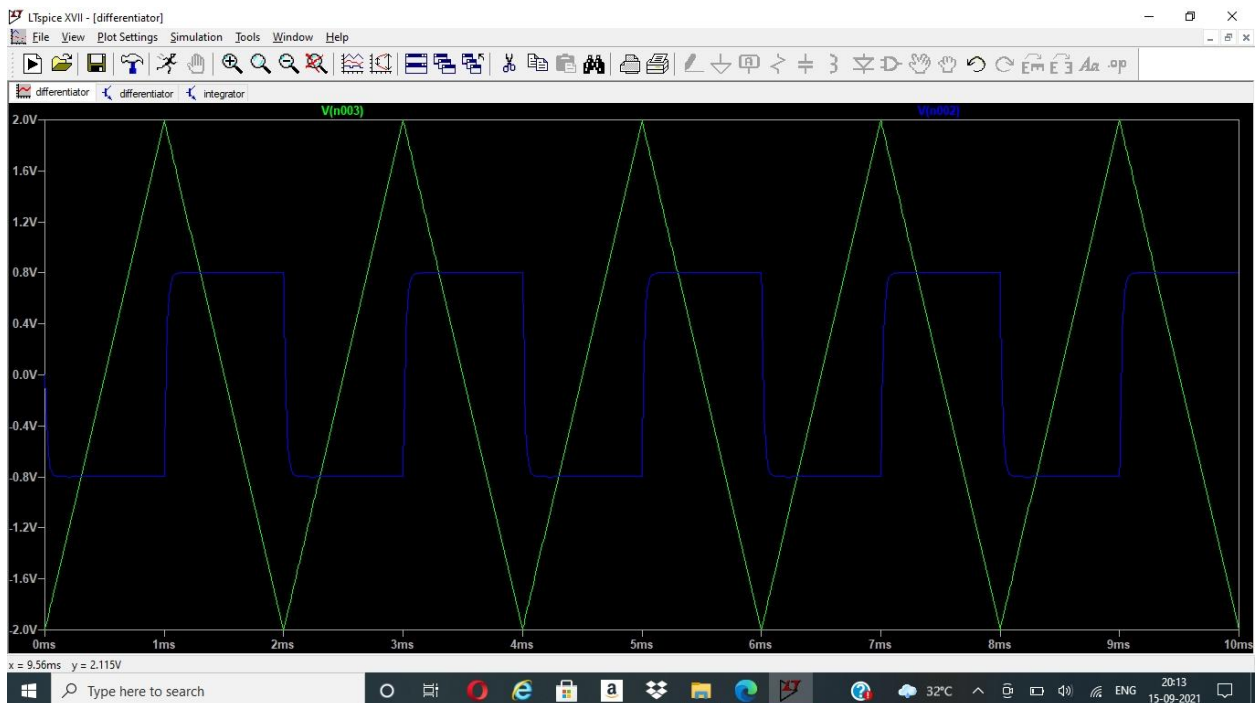 LTspice XVII - [differentiator]
File View Plot Settings Simulation Tools Window Help
differentiator differentiator integrator
V(n003) V(n002)
2.0V
1.6V
1.2V
0.8V
0.4V
0.0V
-0.4V
-0.8V
-1.2V
-1.6V
-2.0V
0ms 1ms 2ms 3ms 4ms 5ms 6ms 7ms 8ms 9ms 10ms
x = 9.56ms y = 2.115V
Type here to search a 32°C ENG 20:13
15-09-2021